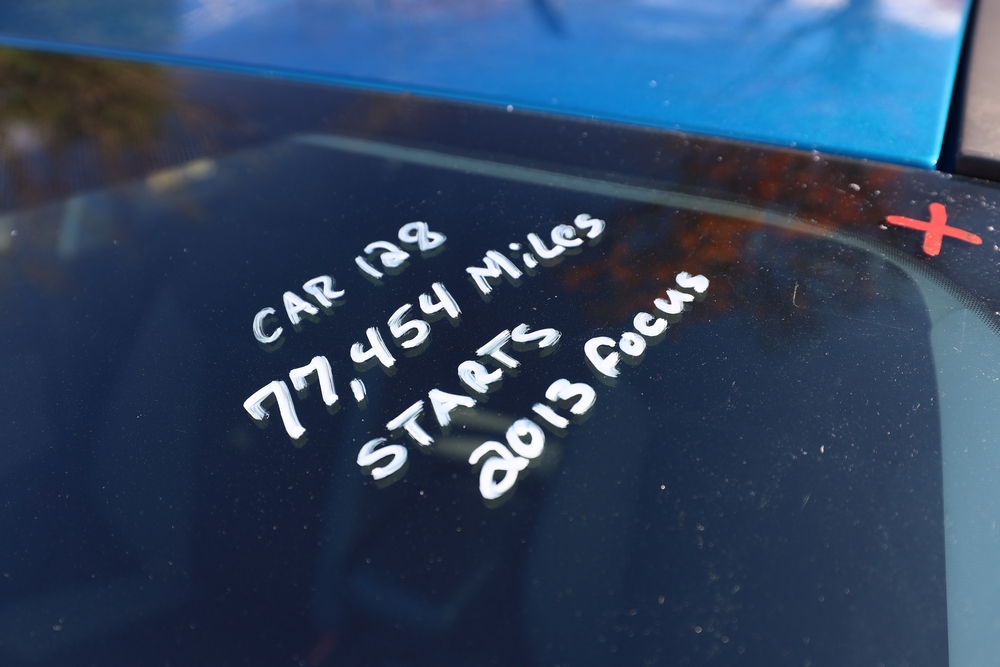 CAR 128
77,454 MiLes
STARTS
2013 Focus
X